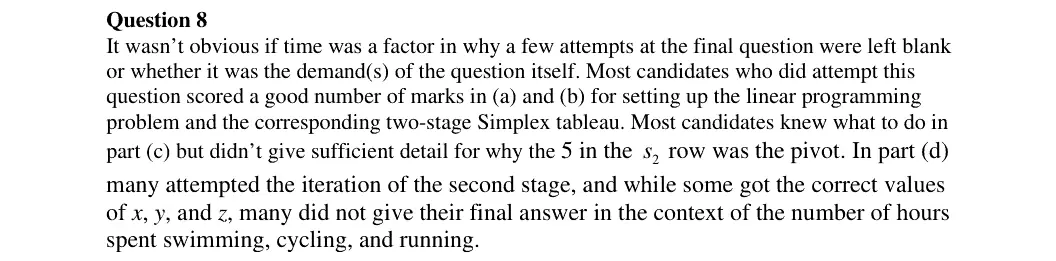 Question 8
It wasn't obvious if time was a factor in why a few attempts at the final question were left blank
or whether it was the demand(s) of the question itself. Most candidates who did attempt this
question scored a good number of marks in (a) and (b) for setting up the linear programming
problem and the corresponding two-stage Simplex tableau. Most candidates knew what to do in
part (c) but didn't give sufficient detail for why the 5 in the s₂ row was the pivot. In part (d)
many attempted the iteration of the second stage, and while some got the correct values
of x, y, and z, many did not give their final answer in the context of the number of hours
spent swimming, cycling, and running.